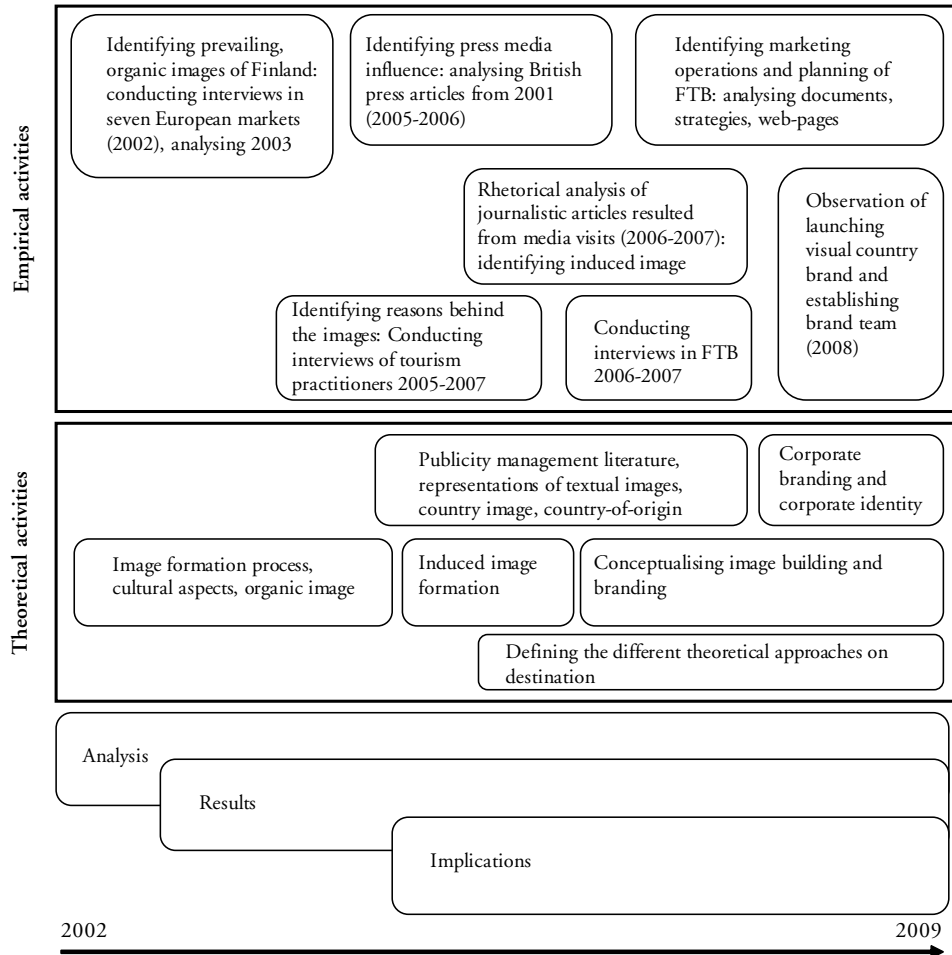 Empirical activities
Identifying prevailing,
organic images of Finland:
conducting interviews in
seven European markets
(2002), analysing 2003
Identifying press media
influence: analysing British
press articles from 2001
(2005-2006)
Identifying marketing
operations and planning of
FTB: analysing documents,
strategies, web-pages
Rhetorical analysis of
journalistic articles resulted
from media visits (2006-2007):
identifying induced image
Observation of
launching
visual country
brand and
establishing
brand team
(2008)
Identifying reasons behind
the images: Conducting
interviews of tourism
practitioners 2005-2007
Conducting
interviews in FTB
2006-2007
Theoretical activities
Publicity management literature,
representations of textual images,
country image, country-of-origin
Corporate
branding and
corporate identity
Image formation process,
cultural aspects, organic image
Induced image
formation
Conceptualising image building and
branding
Defining the different theoretical approaches on
destination
Analysis
Results
Implications
2002
2009